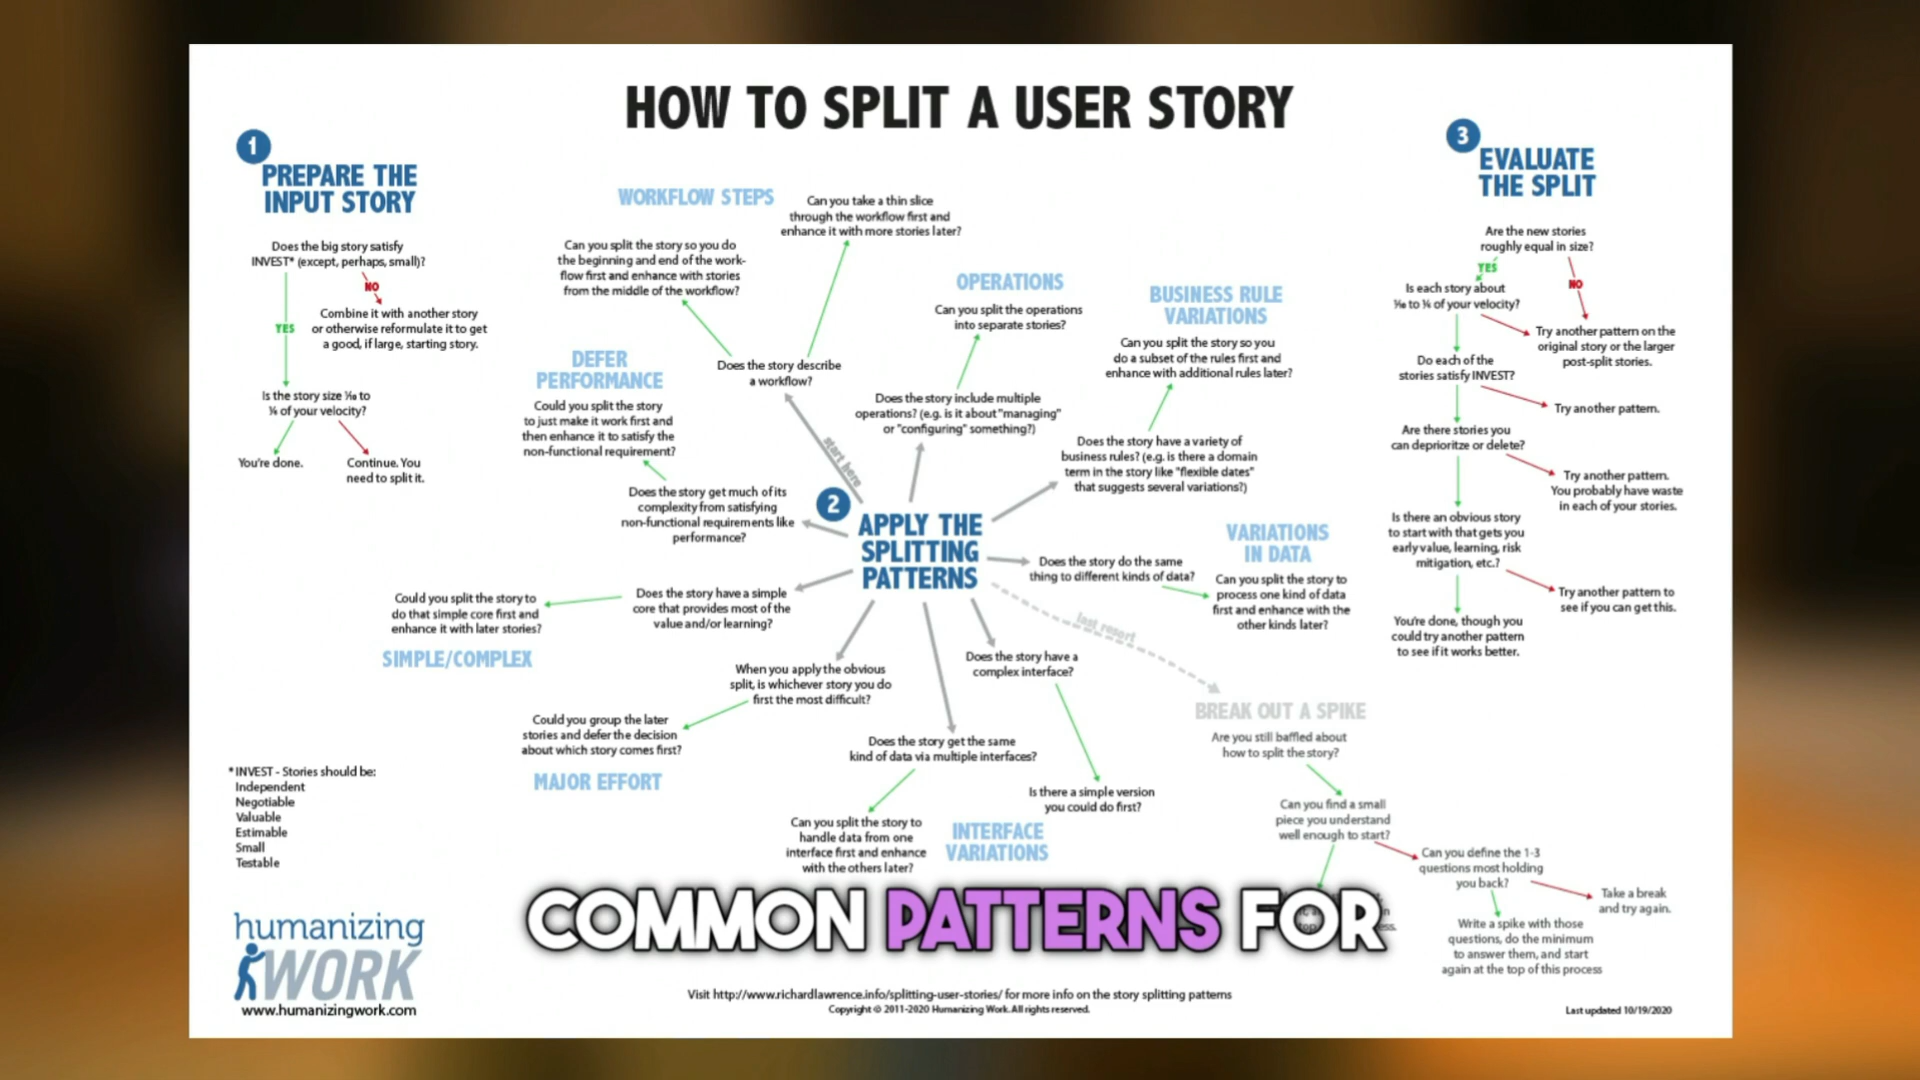 HOW TO SPLIT A USER STORY
1
PREPARE THE
INPUT STORY
Does the big story satisfy
INVEST* (except, perhaps, small)?
NO
YES
Combine it with another story
or otherwise reformulate it to get
a good, if large, starting story.
Is the story size 1/10 to
1/4 of your velocity?
You're done.
Continue. You
need to split it.
* INVEST - Stories should be:
Independent
Negotiable
Valuable
Estimable
Small
Testable
humanizing
WORK
www.humanizingwork.com
2
APPLY THE
SPLITTING
PATTERNS
start here
WORKFLOW STEPS
Does the story describe
a workflow?
Can you split the story so you do
the beginning and end of the work-
flow first and enhance with stories
from the middle of the workflow?
Can you take a thin slice
through the workflow first and
enhance it with more stories later?
OPERATIONS
Can you split the operations
into separate stories?
Does the story include multiple
operations? (e.g. is it about "managing"
or "configuring" something?)
BUSINESS RULE
VARIATIONS
Can you split the story so you
do a subset of the rules first and
enhance with additional rules later?
Does the story have a variety of
business rules? (e.g. is there a domain
term in the story like "flexible dates"
that suggests several variations?)
VARIATIONS
IN DATA
Does the story do the same
thing to different kinds of data?
Can you split the story to
process one kind of data
first and enhance with the
other kinds later?
DEFER
PERFORMANCE
Could you split the story
to just make it work first and
then enhance it to satisfy the
non-functional requirement?
Does the story get much of its
complexity from satisfying
non-functional requirements like
performance?
Does the story have a simple
core that provides most of the
value and/or learning?
Could you split the story to
do that simple core first and
enhance it with later stories?
SIMPLE/COMPLEX
When you apply the obvious
split, is whichever story you do
first the most difficult?
Could you group the later
stories and defer the decision
about which story comes first?
MAJOR EFFORT
Does the story get the same
kind of data via multiple interfaces?
Can you split the story to
handle data from one
interface first and enhance
with the others later?
Does the story have a
complex interface?
Is there a simple version
you could do first?
INTERFACE
VARIATIONS
last resort
BREAK OUT A SPIKE
Are you still baffled about
how to split the story?
Can you find a small
piece you understand
well enough to start?
Can you define the 1-3
questions most holding
you back?
Take a break
and try again.
Write a spike with those
questions, do the minimum
to answer them, and start
again at the top of this process
3
EVALUATE
THE SPLIT
Are the new stories
roughly equal in size?
YES
NO
Is each story about
1/10 to 1/4 of your velocity?
Try another pattern on the
original story or the larger
post-split stories.
Do each of the
stories satisfy INVEST?
Try another pattern.
Are there stories you
can deprioritize or delete?
Try another pattern.
You probably have waste
in each of your stories.
Is there an obvious story
to start with that gets you
early value, learning, risk
mitigation, etc.?
Try another pattern to
see if you can get this.
You're done, though you
could try another pattern
to see if it works better.
COMMON PATTERNS FOR
Visit http://www.richardlawrence.info/splitting-user-stories/ for more info on the story splitting patterns
Copyright © 2011-2020 Humanizing Work. All rights reserved.
Last updated 10/19/2020